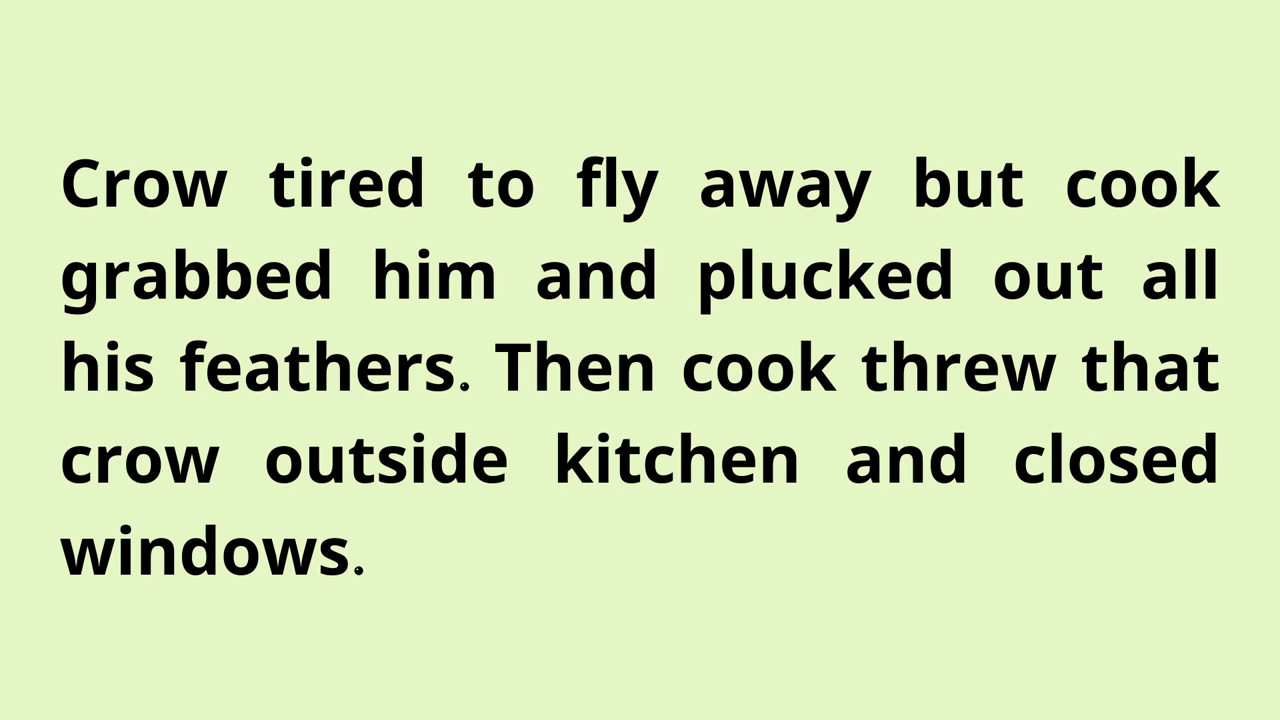 Crow tired to fly away but cook
grabbed him and plucked out all
his feathers. Then cook threw that
crow outside kitchen and closed
windows.